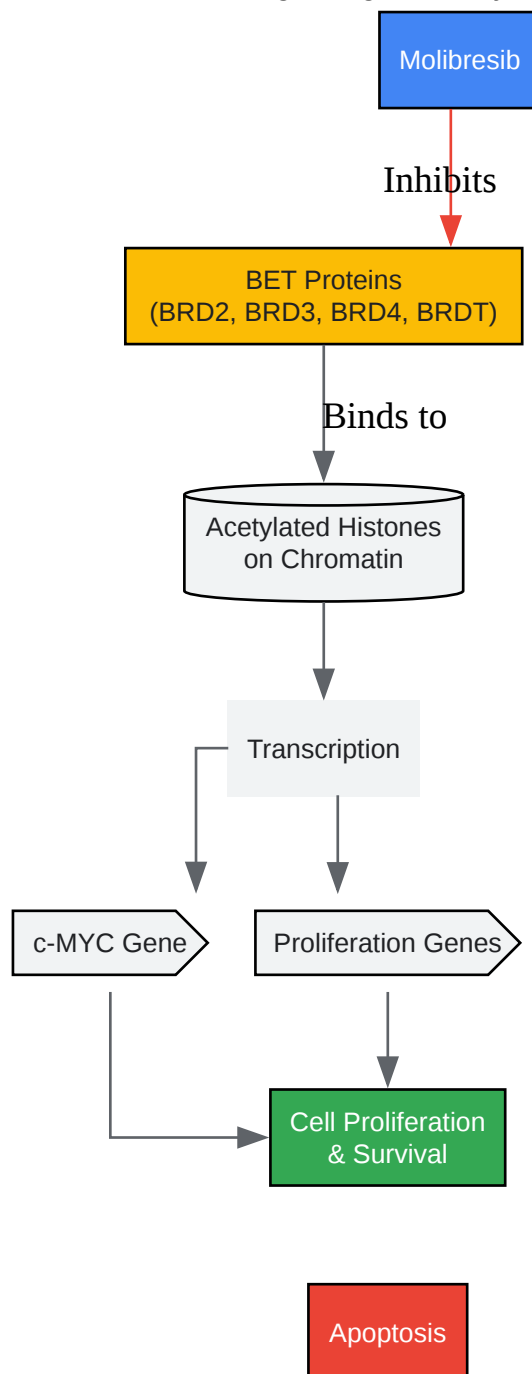 Molibresib
Inhibits
BET Proteins
(BRD2, BRD3, BRD4, BRDT)
Binds to
Acetylated Histones
on Chromatin
Transcription
c-MYC Gene
Proliferation Genes
Cell Proliferation
& Survival
Apoptosis